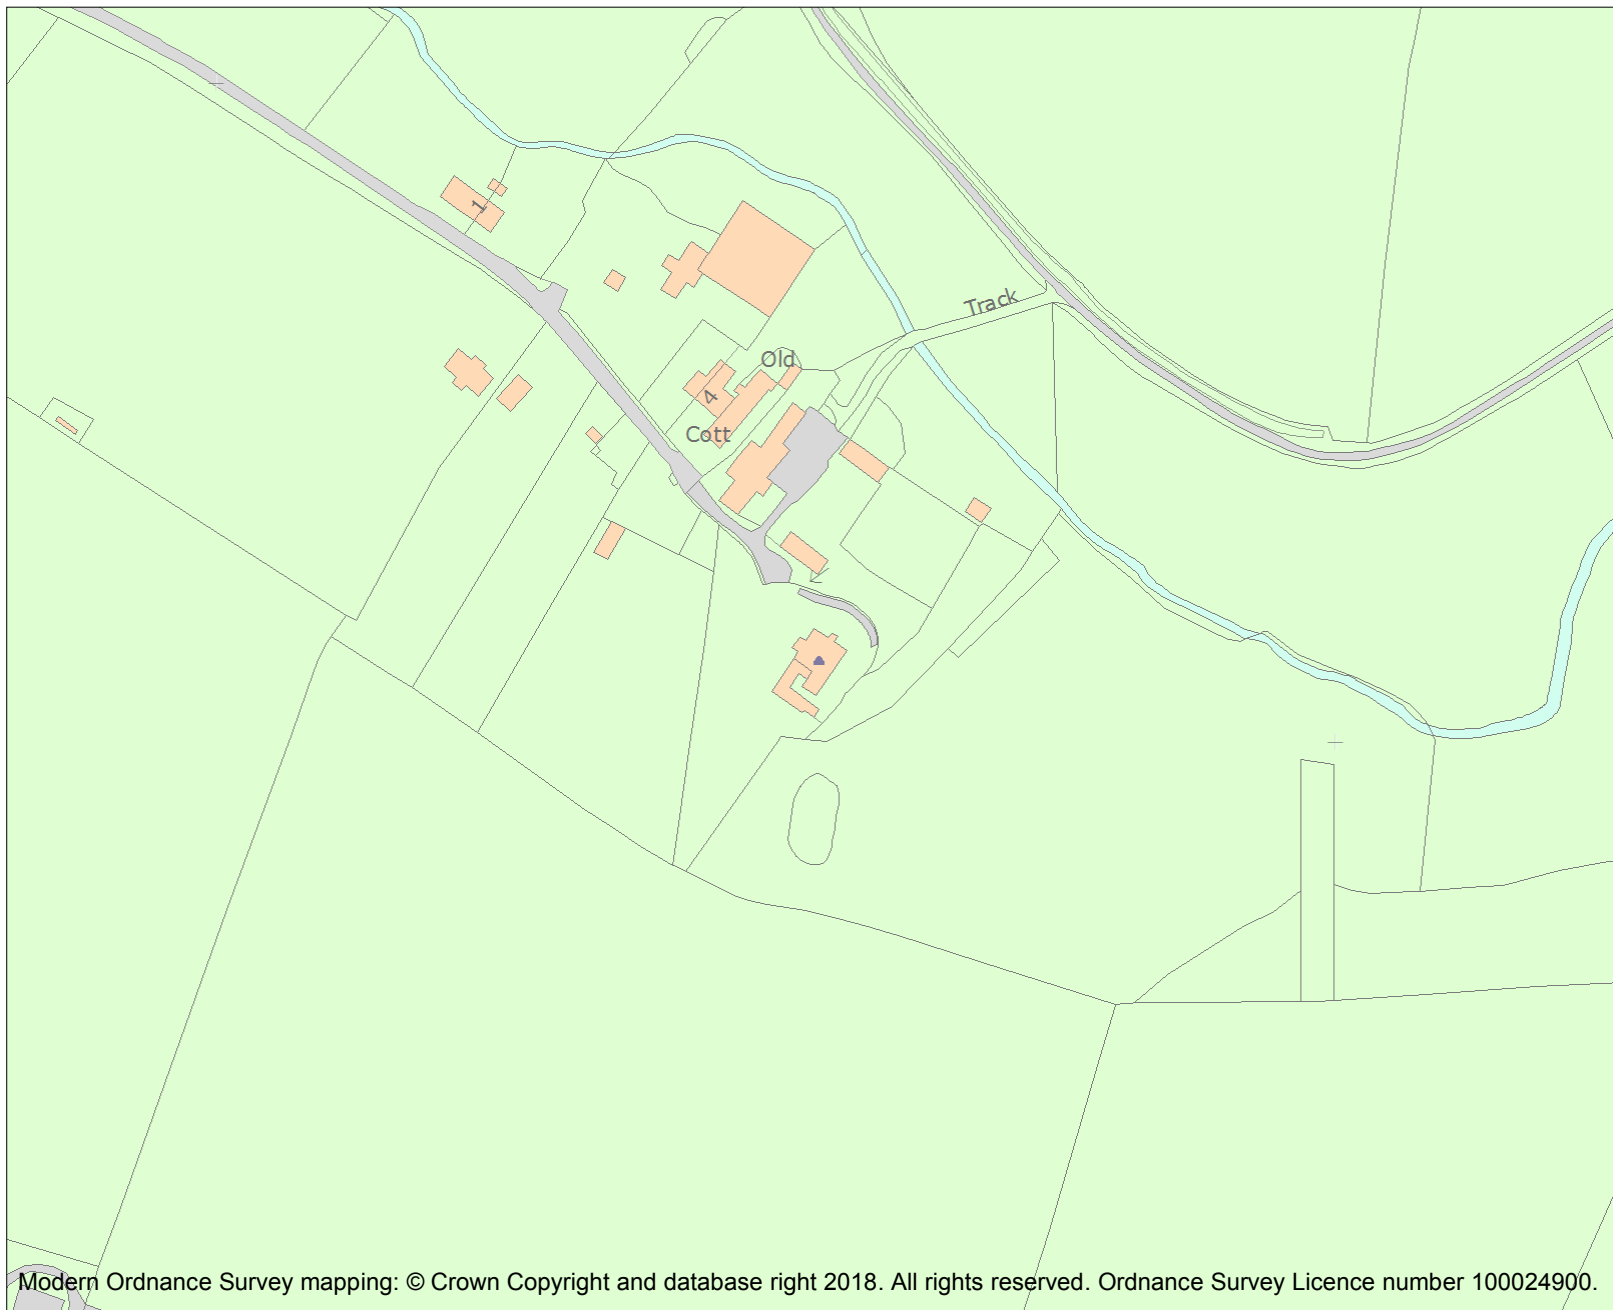 1
Track
Old
4
Cott
Modern Ordnance Survey mapping: © Crown Copyright and database right 2018. All rights reserved. Ordnance Survey Licence number 100024900.